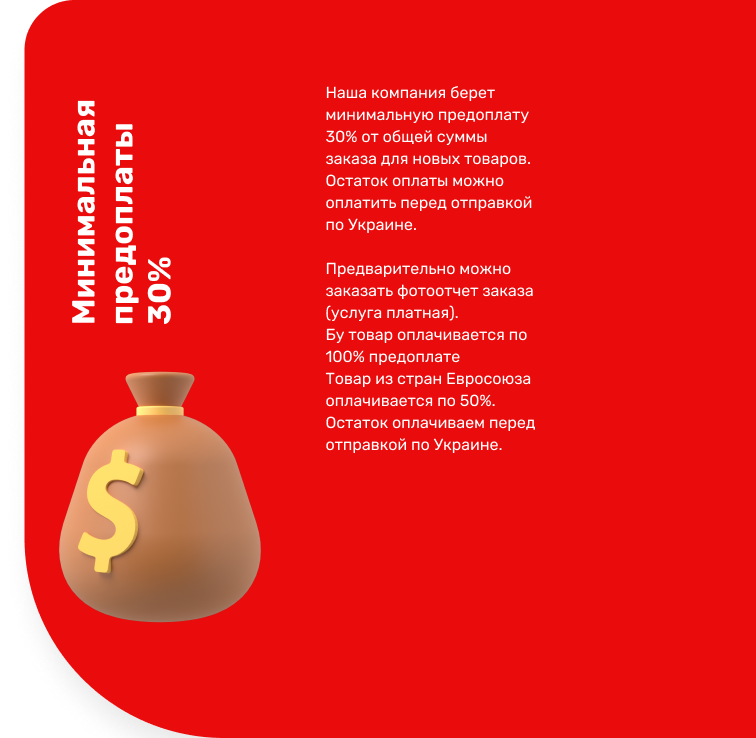 Минимальная
предоплаты
30%
Наша компания берет
минимальную предоплату
30% от общей суммы
заказа для новых товаров.
Остаток оплаты можно
оплатить перед отправкой
по Украине.
Предварительно можно
заказать фотоотчет заказа
(услуга платная).
Бу товар оплачивается по
100% предоплате
Товар из стран Евросоюза
оплачивается по 50%.
Остаток оплачиваем перед
отправкой по Украине.
$